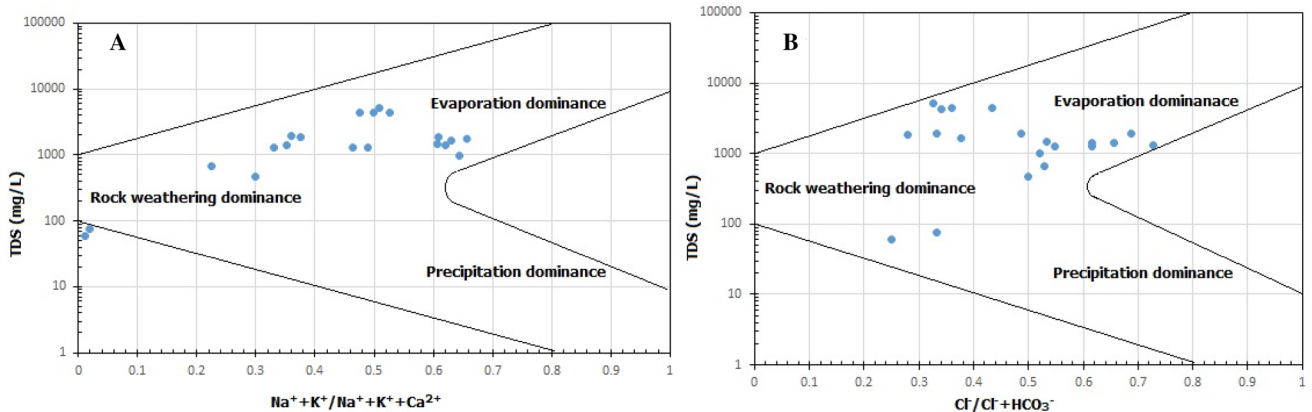 A
TDS (mg/L)
100000
10000
1000
100
10
1
Evaporation dominance
Rock weathering dominance
Precipitation dominance
0 0.1 0.2 0.3 0.4 0.5 0.6 0.7 0.8 0.9 1
Na⁺+K⁺/Na⁺+K⁺+Ca²⁺
B
TDS (mg/L)
100000
10000
1000
100
10
1
Evaporation dominance
Rock weathering dominance
Precipitation dominance
0 0.1 0.2 0.3 0.4 0.5 0.6 0.7 0.8 0.9 1
Cl⁻/Cl⁻+HCO₃⁻